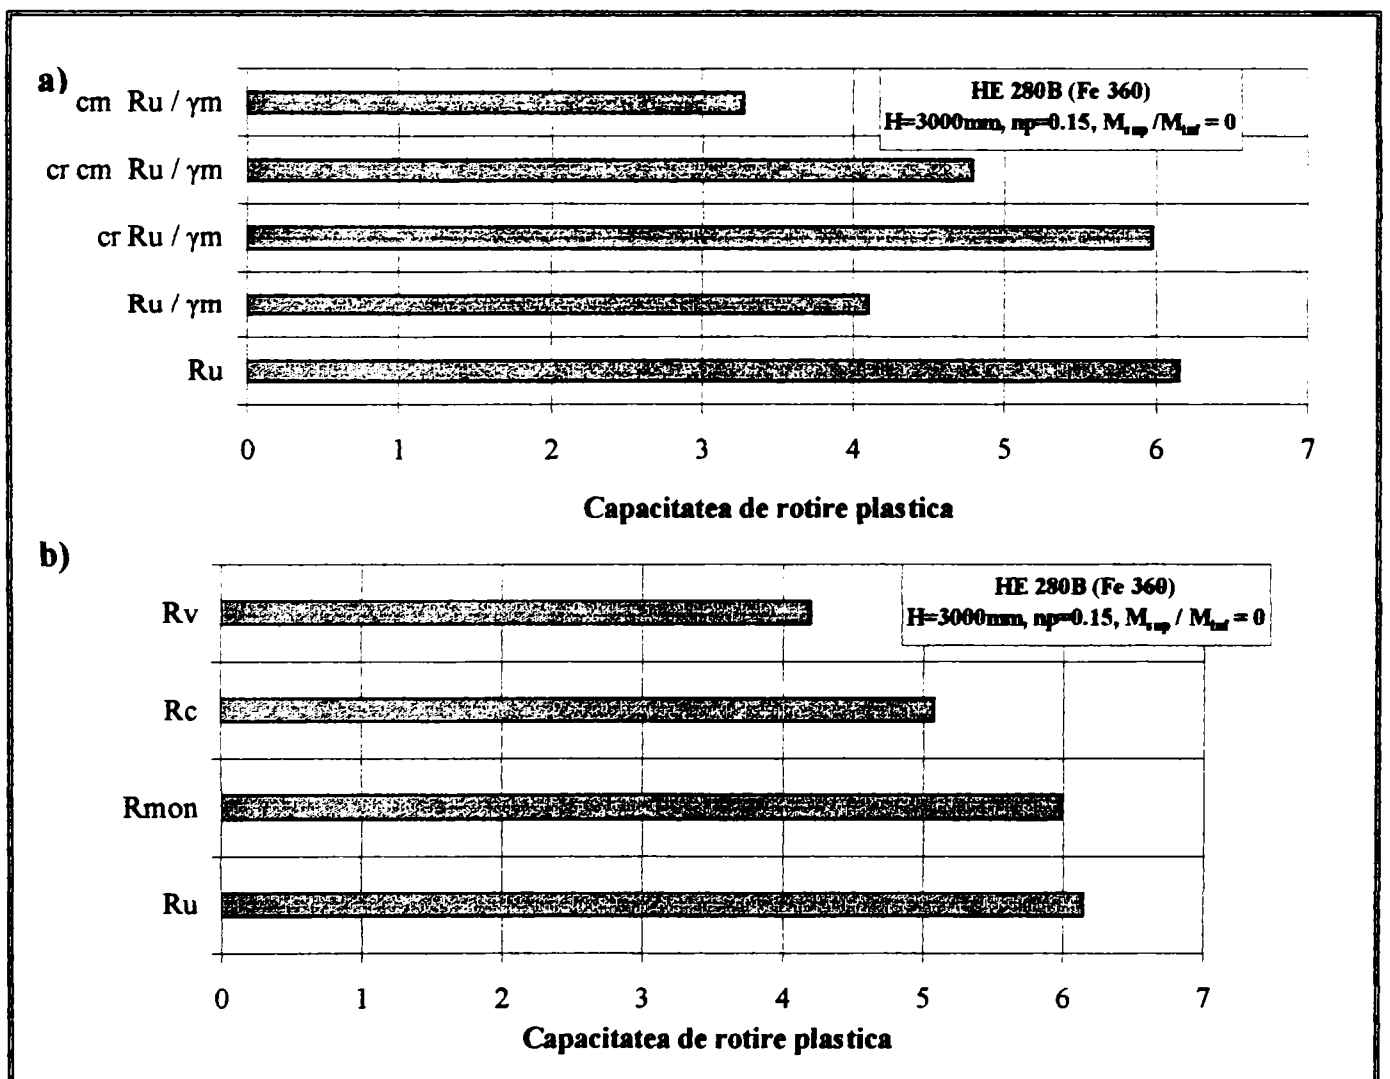 a)
HE 280B (Fe 360)
H=3000mm, np=0.15, Msup /Minf = 0
cm Ru / γm
cr cm Ru / γm
cr Ru / γm
Ru / γm
Ru
0 1 2 3 4 5 6 7
Capacitatea de rotire plastica
b)
HE 280B (Fe 360)
H=3000mm, np=0.15, Msup / Minf = 0
Rv
Rc
Rmon
Ru
0 1 2 3 4 5 6 7
Capacitatea de rotire plastica